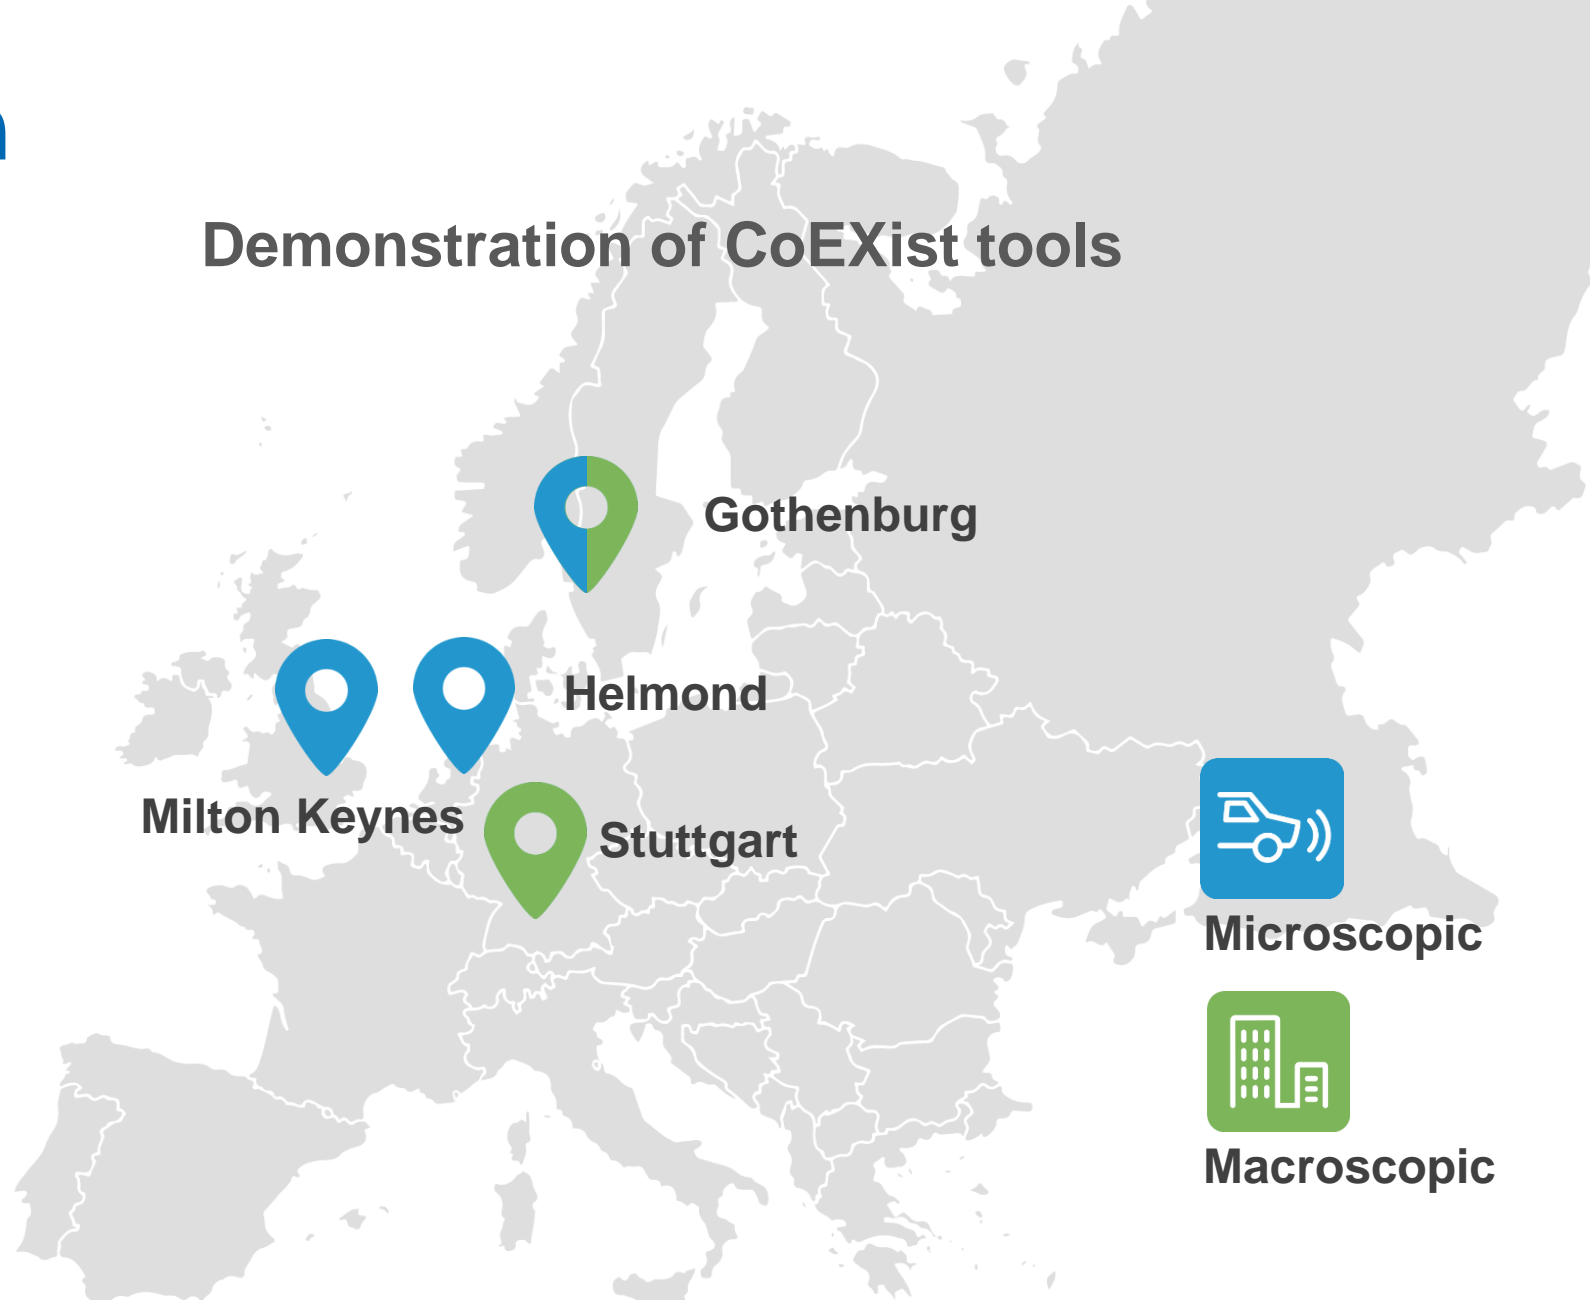 Demonstration of CoEXist tools
Gothenburg
Helmond
Milton Keynes
Stuttgart
Microscopic
Macroscopic